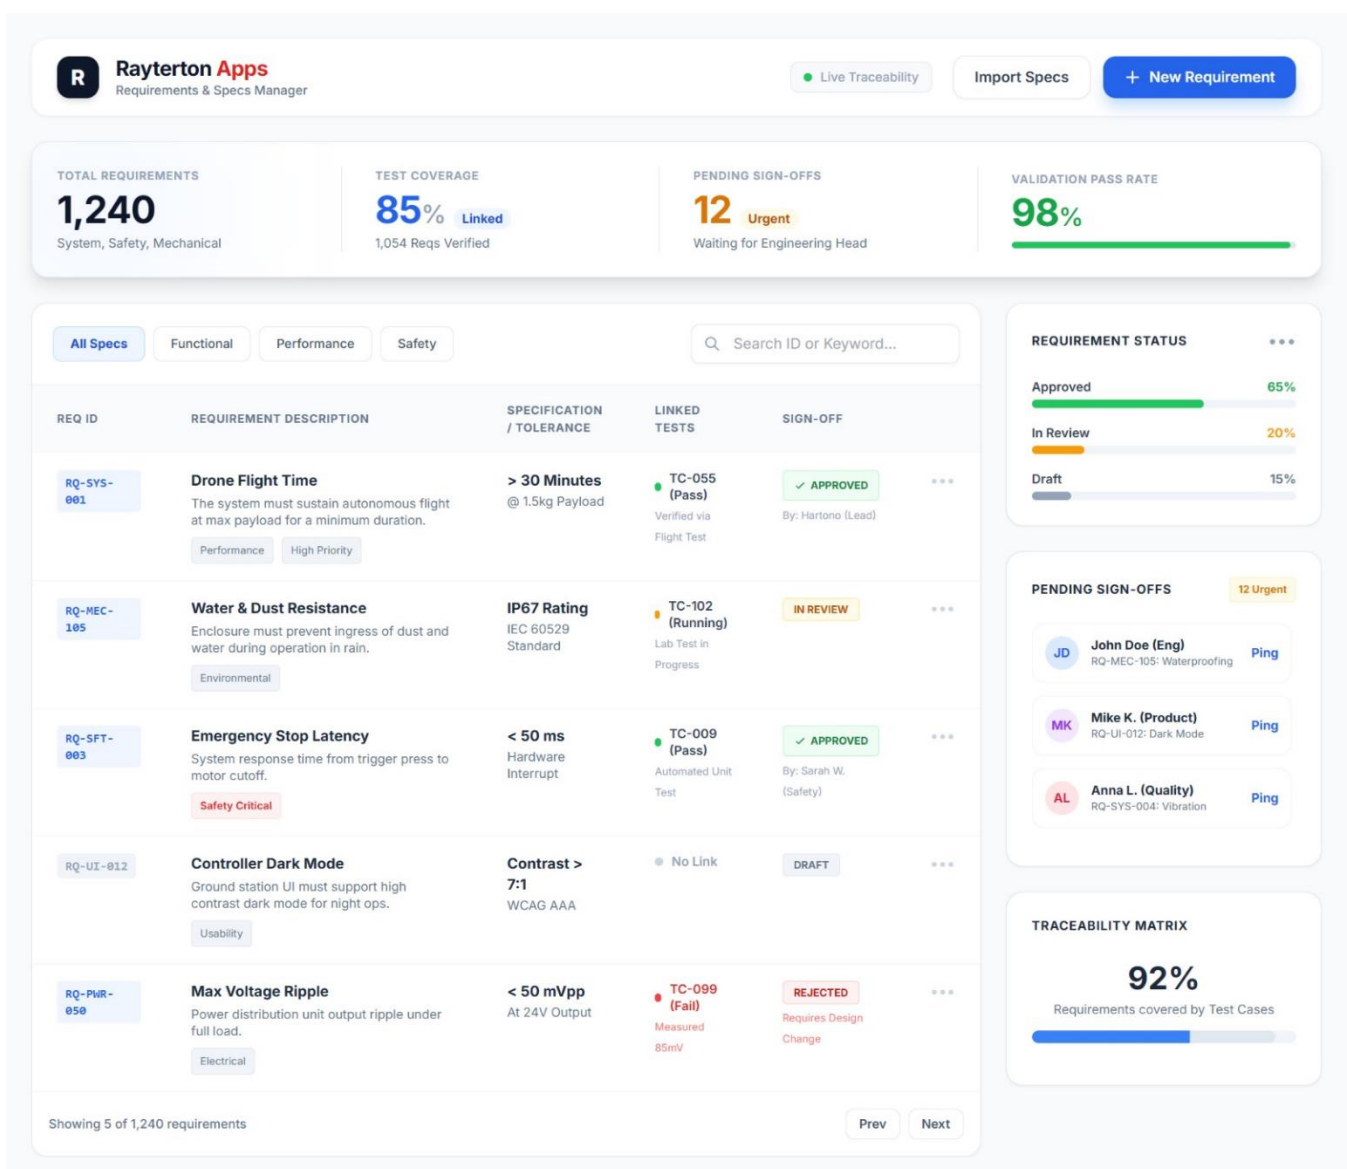 R
Rayterton Apps
Requirements & Specs Manager
Live Traceability
Import Specs
+ New Requirement
TOTAL REQUIREMENTS
1,240
System, Safety, Mechanical
TEST COVERAGE
85% Linked
1,054 Reqs Verified
PENDING SIGN-OFFS
12 Urgent
Waiting for Engineering Head
VALIDATION PASS RATE
98%
All Specs
Functional
Performance
Safety
Search ID or Keyword...
REQ ID
REQUIREMENT DESCRIPTION
SPECIFICATION
/ TOLERANCE
LINKED
TESTS
SIGN-OFF
RQ-SYS-
001
Drone Flight Time
The system must sustain autonomous flight
at max payload for a minimum duration.
Performance
High Priority
> 30 Minutes
@ 1.5kg Payload
TC-055
(Pass)
Verified via
Flight Test
✓ APPROVED
By: Hartono (Lead)
RQ-MEC-
105
Water & Dust Resistance
Enclosure must prevent ingress of dust and
water during operation in rain.
Environmental
IP67 Rating
IEC 60529
Standard
TC-102
(Running)
Lab Test in
Progress
IN REVIEW
RQ-SFT-
003
Emergency Stop Latency
System response time from trigger press to
motor cutoff.
Safety Critical
< 50 ms
Hardware
Interrupt
TC-009
(Pass)
Automated Unit
Test
✓ APPROVED
By: Sarah W.
(Safety)
RQ-UI-012
Controller Dark Mode
Ground station UI must support high
contrast dark mode for night ops.
Usability
Contrast >
7:1
WCAG AAA
No Link
DRAFT
RQ-PWR-
050
Max Voltage Ripple
Power distribution unit output ripple under
full load.
Electrical
< 50 mVpp
At 24V Output
TC-099
(Fail)
Measured
85mV
REJECTED
Requires Design
Change
Showing 5 of 1,240 requirements
Prev
Next
REQUIREMENT STATUS
Approved 65%
In Review 20%
Draft 15%
PENDING SIGN-OFFS
12 Urgent
JD
John Doe (Eng)
RQ-MEC-105: Waterproofing
Ping
MK
Mike K. (Product)
RQ-UI-012: Dark Mode
Ping
AL
Anna L. (Quality)
RQ-SYS-004: Vibration
Ping
TRACEABILITY MATRIX
92%
Requirements covered by Test Cases